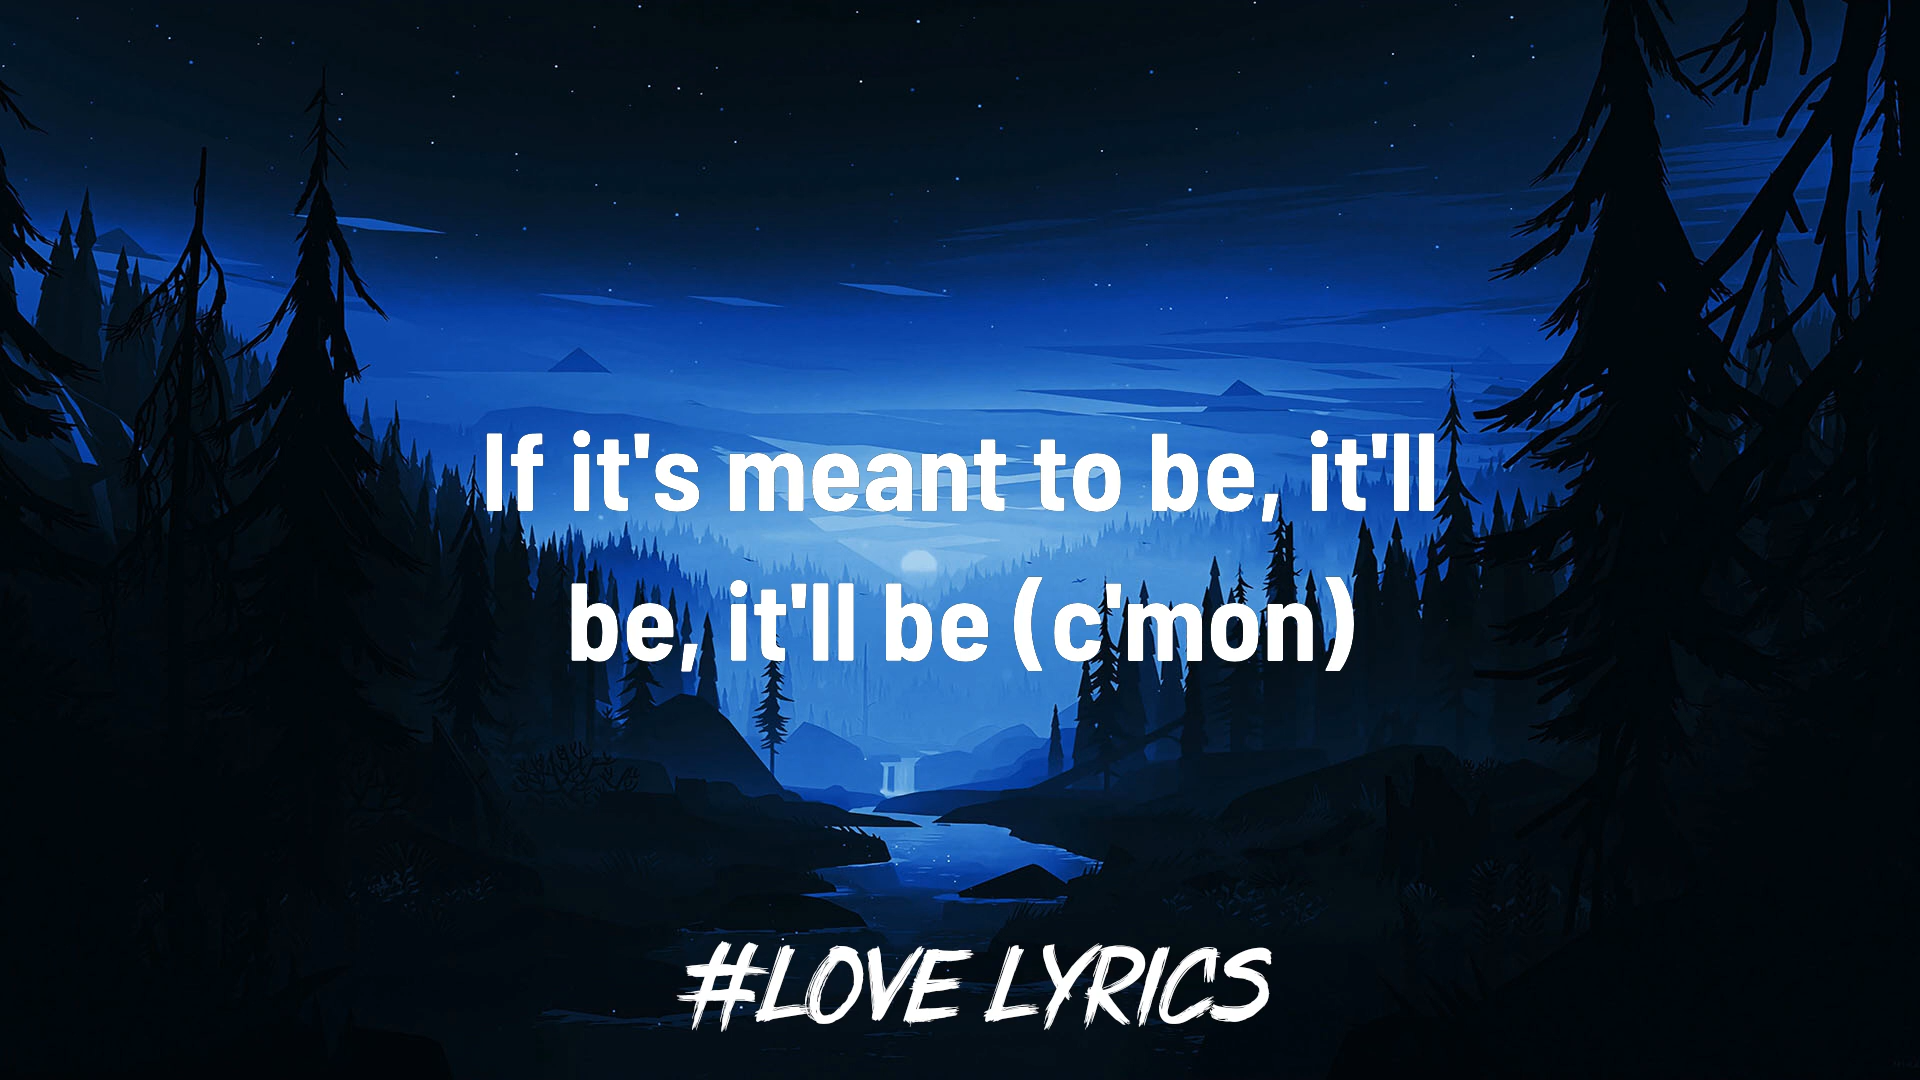 If it's meant to be, it'll
be, it'll be (c'mon)
#LOVE LYRICS